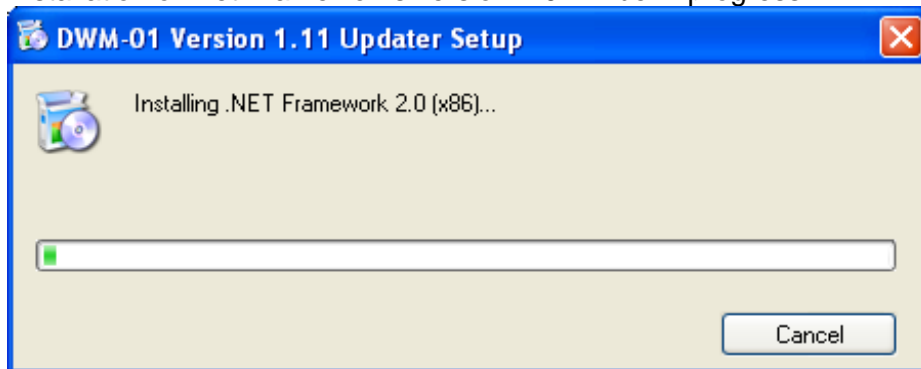 DWM-01 Version 1.11 Updater Setup
Installing .NET Framework 2.0 (x86)...
Cancel